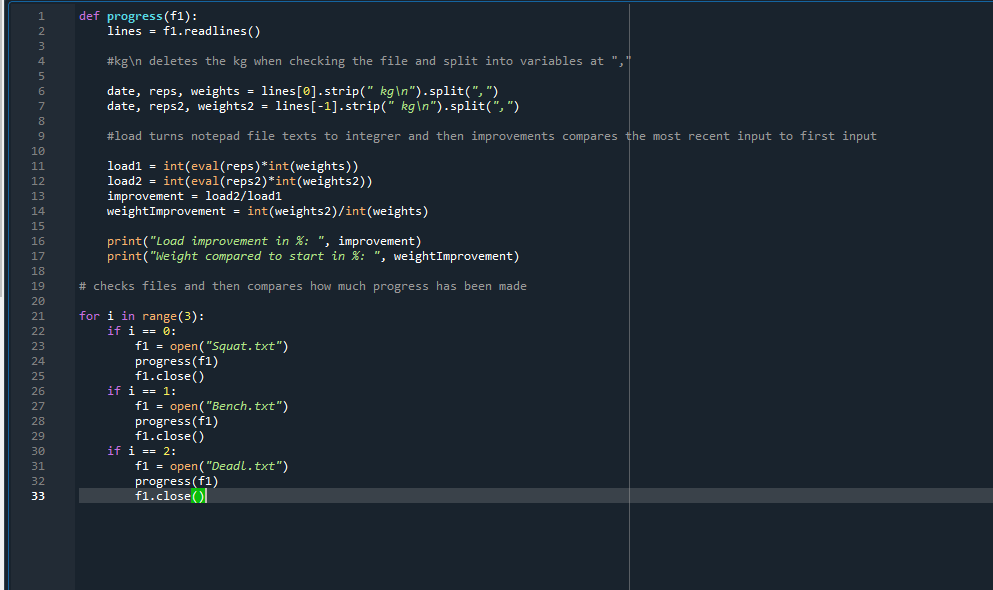 1 def progress(f1):
2     lines = f1.readlines()
3
4     #kg\n deletes the kg when checking the file and split into variables at ","
5
6     date, reps, weights = lines[0].strip(" kg\n").split(",")
7     date, reps2, weights2 = lines[-1].strip(" kg\n").split(",")
8
9     #load turns notepad file texts to integrer and then improvements compares the most recent input to first input
10
11     load1 = int(eval(reps)*int(weights))
12     load2 = int(eval(reps2)*int(weights2))
13     improvement = load2/load1
14     weightImprovement = int(weights2)/int(weights)
15
16     print("Load improvement in %: ", improvement)
17     print("Weight compared to start in %: ", weightImprovement)
18
19 # checks files and then compares how much progress has been made
20
21 for i in range(3):
22     if i == 0:
23         f1 = open("Squat.txt")
24         progress(f1)
25         f1.close()
26     if i == 1:
27         f1 = open("Bench.txt")
28         progress(f1)
29         f1.close()
30     if i == 2:
31         f1 = open("Deadl.txt")
32         progress(f1)
33         f1.close()